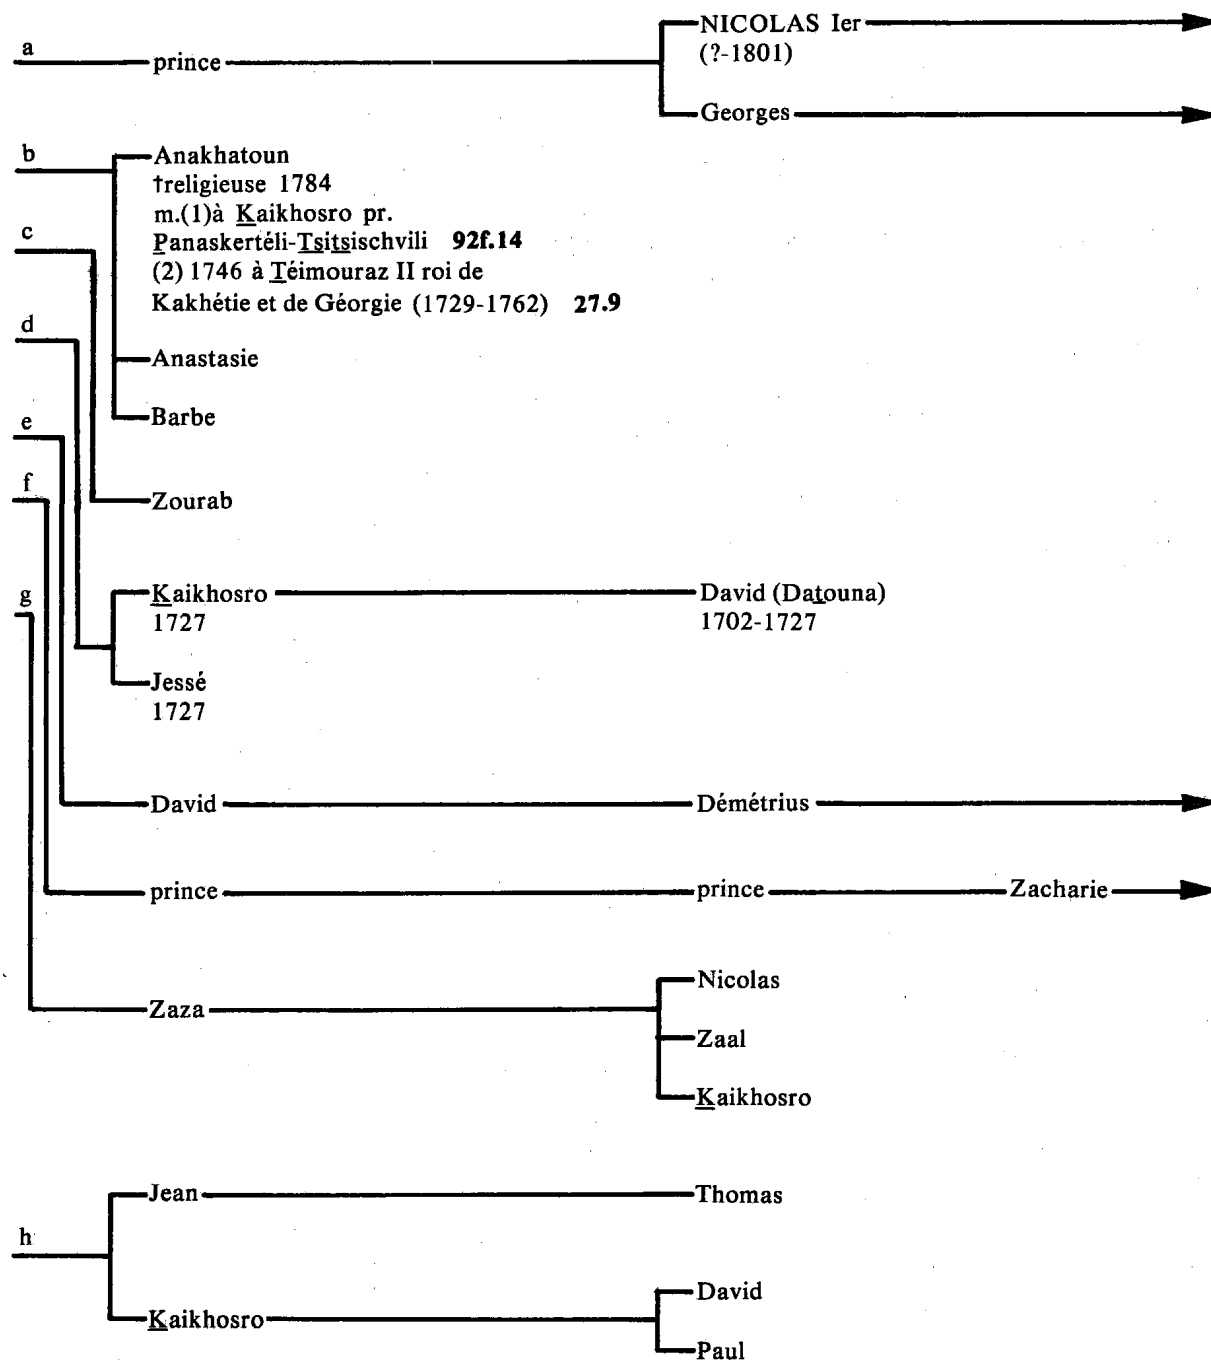 NICOLAS Ier
a
prince
(?-1801)
Georges
b
Anakhatoun
†religieuse 1784
m.(1)à Kaikhosro pr.
c
Panaskertéli-Tsitsischvili 92f.14
(2) 1746 à Téimouraz II roi de
Kakhétie et de Géorgie (1729-1762) 27.9
d
Anastasie
Barbe
e
f
Zourab
g
Kaikhosro David (Datouna)
1727 1702-1727
Jessé
1727
David Démétrius
prince prince Zacharie
Nicolas
Zaza
Zaal
Kaikhosro
Jean Thomas
h
David
Kaikhosro
Paul